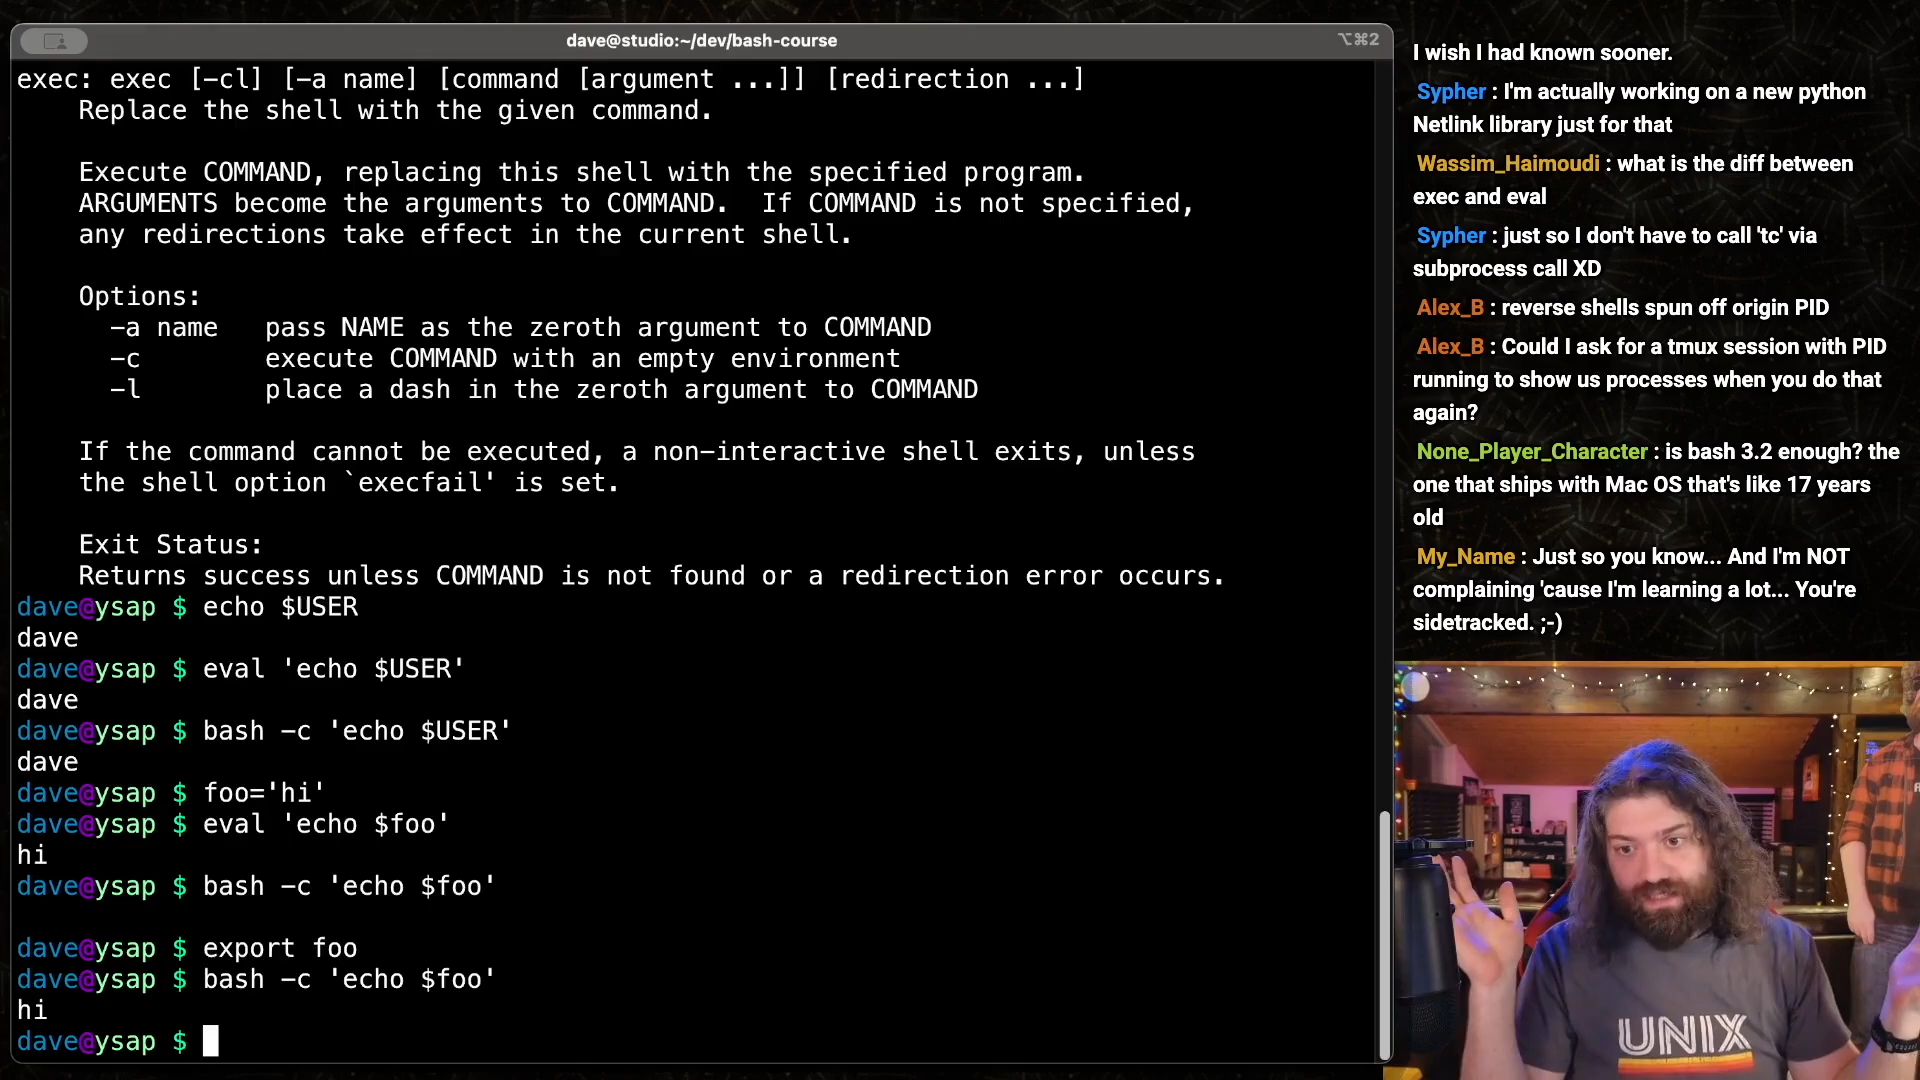 dave@studio:~/dev/bash-course
⌥⌘2
exec: exec [-cl] [-a name] [command [argument ...]] [redirection ...]
Replace the shell with the given command.
Execute COMMAND, replacing this shell with the specified program.
ARGUMENTS become the arguments to COMMAND.  If COMMAND is not specified,
any redirections take effect in the current shell.
Options:
-a name   pass NAME as the zeroth argument to COMMAND
-c        execute COMMAND with an empty environment
-l        place a dash in the zeroth argument to COMMAND
If the command cannot be executed, a non-interactive shell exits, unless
the shell option `execfail' is set.
Exit Status:
Returns success unless COMMAND is not found or a redirection error occurs.
dave@ysap $ echo $USER
dave
dave@ysap $ eval 'echo $USER'
dave
dave@ysap $ bash -c 'echo $USER'
dave
dave@ysap $ foo='hi'
dave@ysap $ eval 'echo $foo'
hi
dave@ysap $ bash -c 'echo $foo'
dave@ysap $ export foo
dave@ysap $ bash -c 'echo $foo'
hi
dave@ysap $
I wish I had known sooner.
Sypher : I'm actually working on a new python
Netlink library just for that
Wassim_Haimoudi : what is the diff between
exec and eval
Sypher : just so I don't have to call 'tc' via
subprocess call XD
Alex_B : reverse shells spun off origin PID
Alex_B : Could I ask for a tmux session with PID
running to show us processes when you do that
again?
None_Player_Character : is bash 3.2 enough? the
one that ships with Mac OS that's like 17 years
old
My_Name : Just so you know... And I'm NOT
complaining 'cause I'm learning a lot... You're
sidetracked. ;-)
UNIX